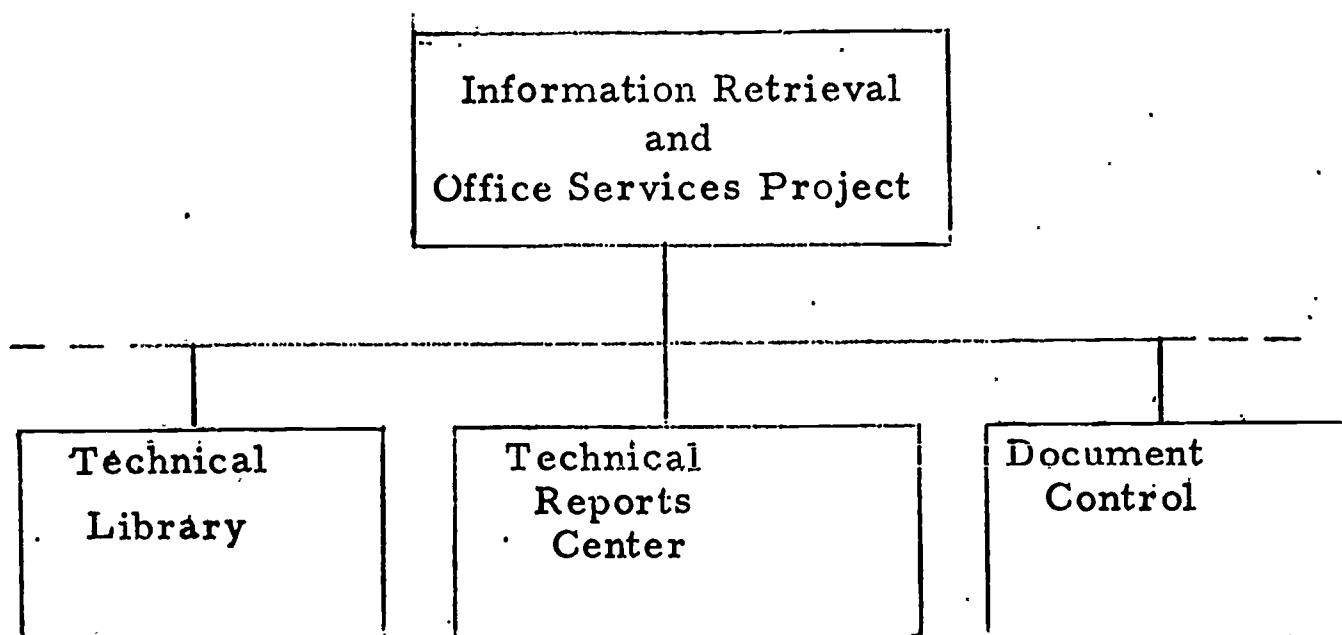 Information Retrieval
and
Office Services Project
Technical
Library
Technical
Reports
Center
Document
Control